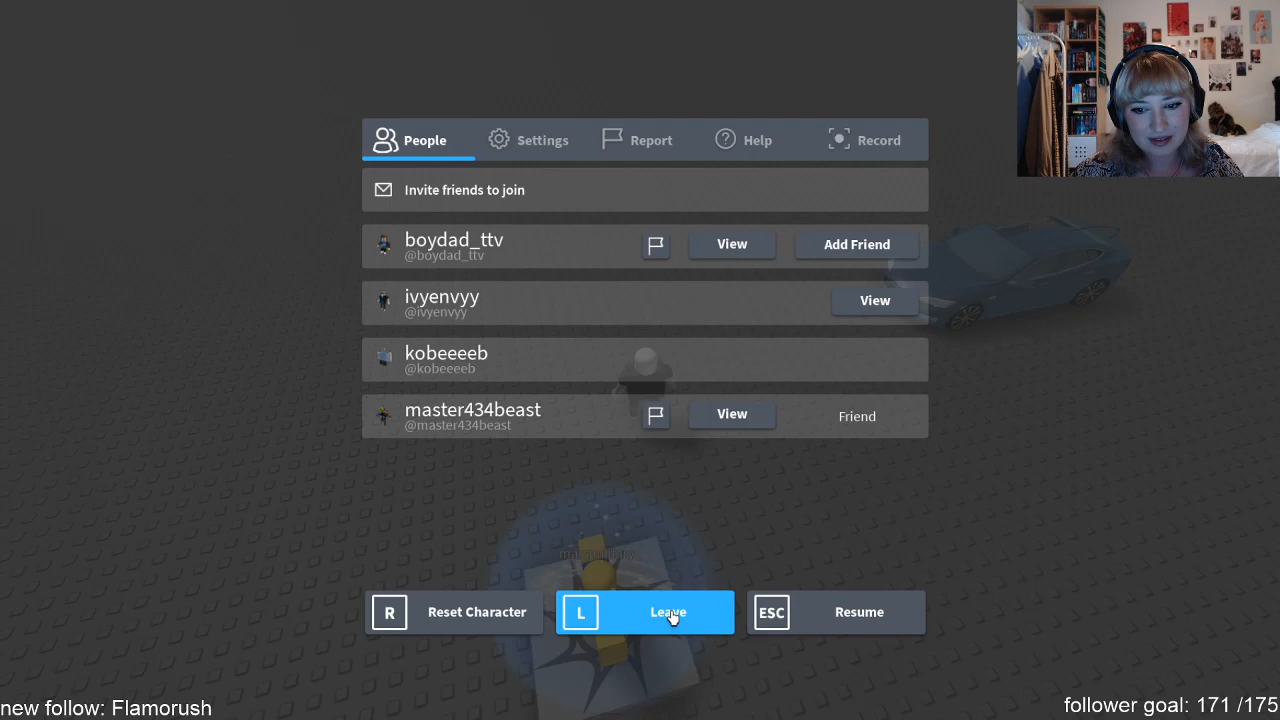 People
Settings
Report
Help
Record
Invite friends to join
boydad_ttv
@boydad_ttv
View
Add Friend
ivyenvyy
@ivyenvyy
View
kobeeeeb
@kobeeeeb
master434beast
@master434beast
View
Friend
R Reset Character
L Leave
ESC Resume
new follow: Flamorush
follower goal: 171 /175